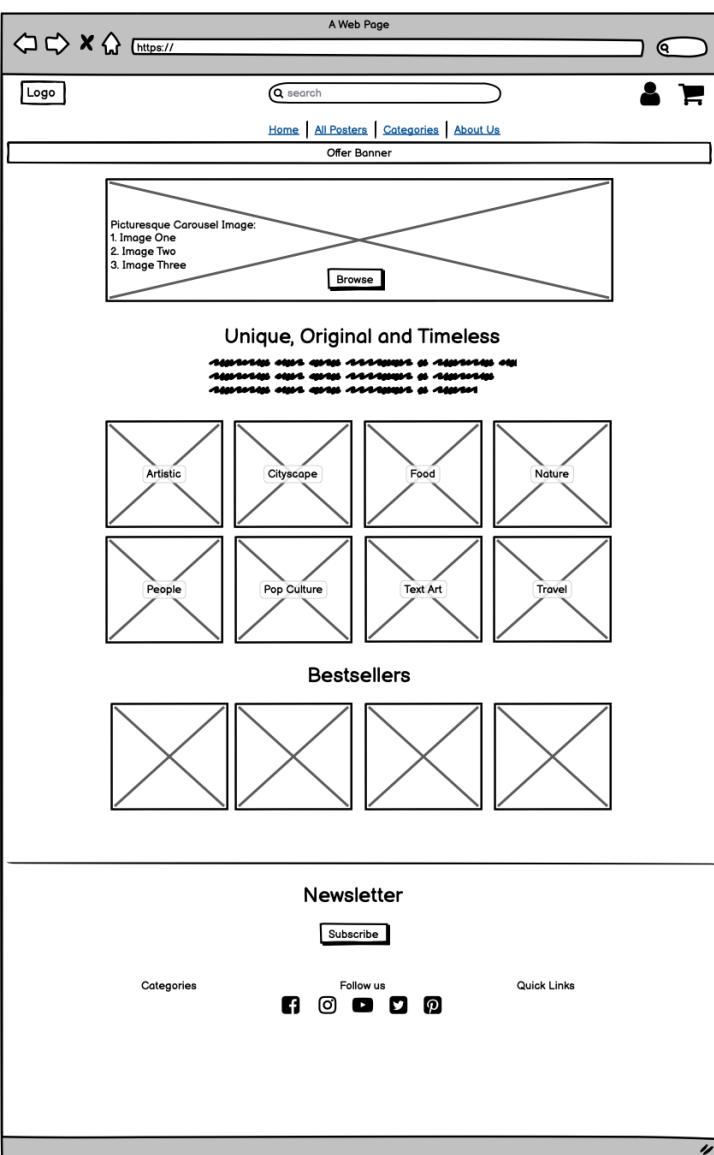 A Web Page
https://
Logo
search
Home
All Posters
Categories
About Us
Offer Banner
Picturesque Carousel Image:
1. Image One
2. Image Two
3. Image Three
Browse
Unique, Original and Timeless
Artistic
Cityscape
Food
Nature
People
Pop Culture
Text Art
Travel
Bestsellers
Newsletter
Subscribe
Categories
Follow us
Quick Links